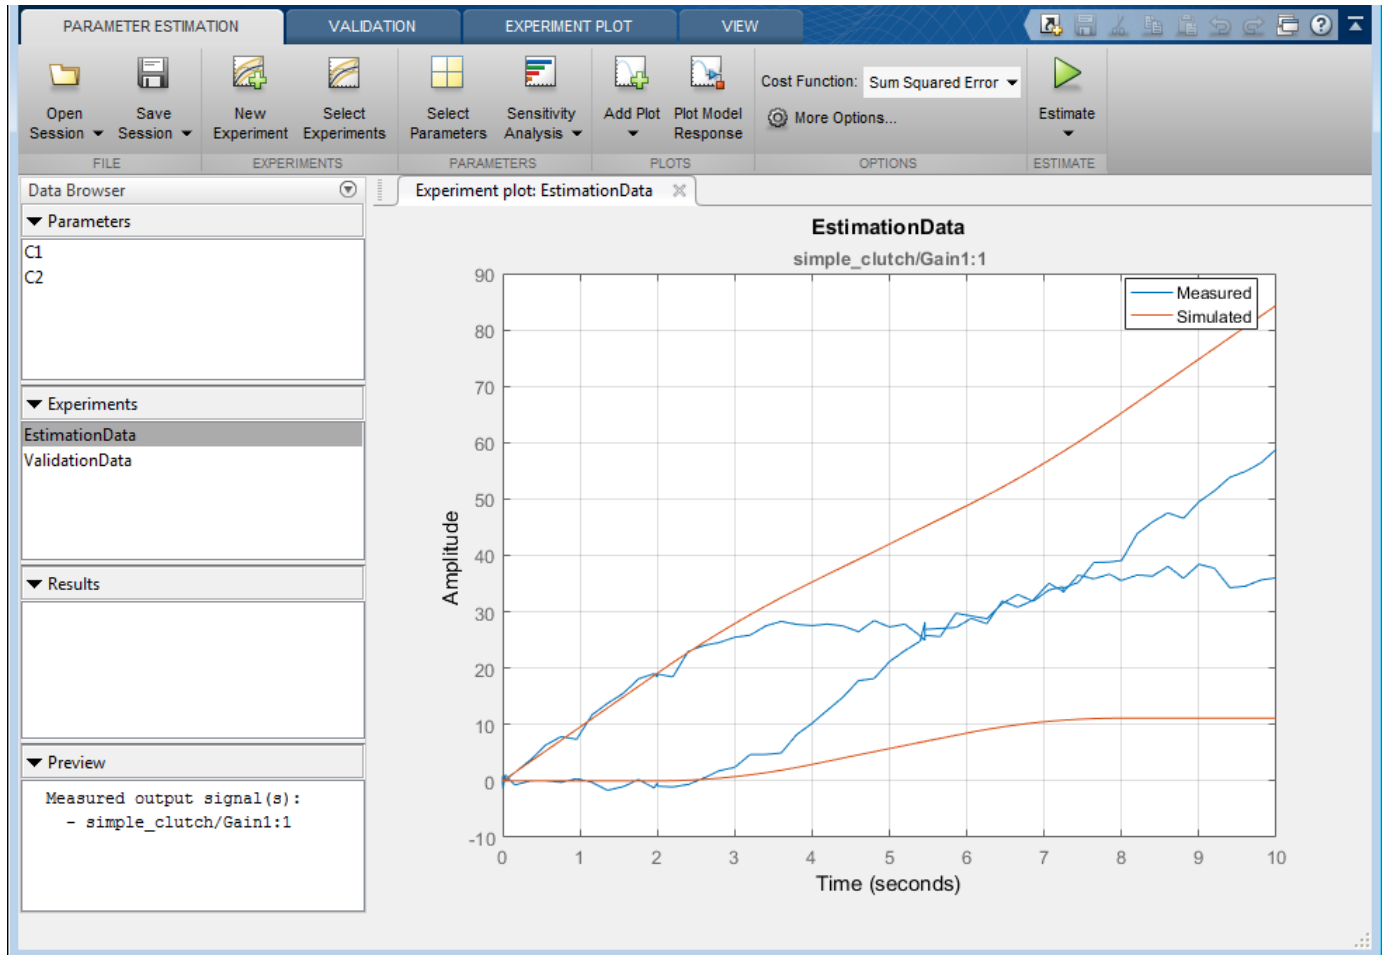 PARAMETER ESTIMATION VALIDATION EXPERIMENT PLOT VIEW
Open Session Save Session New Experiment Select Experiments Select Parameters Sensitivity Analysis Add Plot Plot Model Response
Cost Function: Sum Squared Error
More Options...
Estimate
FILE EXPERIMENTS PARAMETERS PLOTS OPTIONS ESTIMATE
Data Browser
Parameters
C1
C2
Experiments
EstimationData
ValidationData
Results
Preview
Measured output signal(s):
- simple_clutch/Gain1:1
Experiment plot: EstimationData
EstimationData
simple_clutch/Gain1:1
Measured
Simulated
90
80
70
60
50
40
30
20
10
0
-10
Amplitude
0 1 2 3 4 5 6 7 8 9 10
Time (seconds)